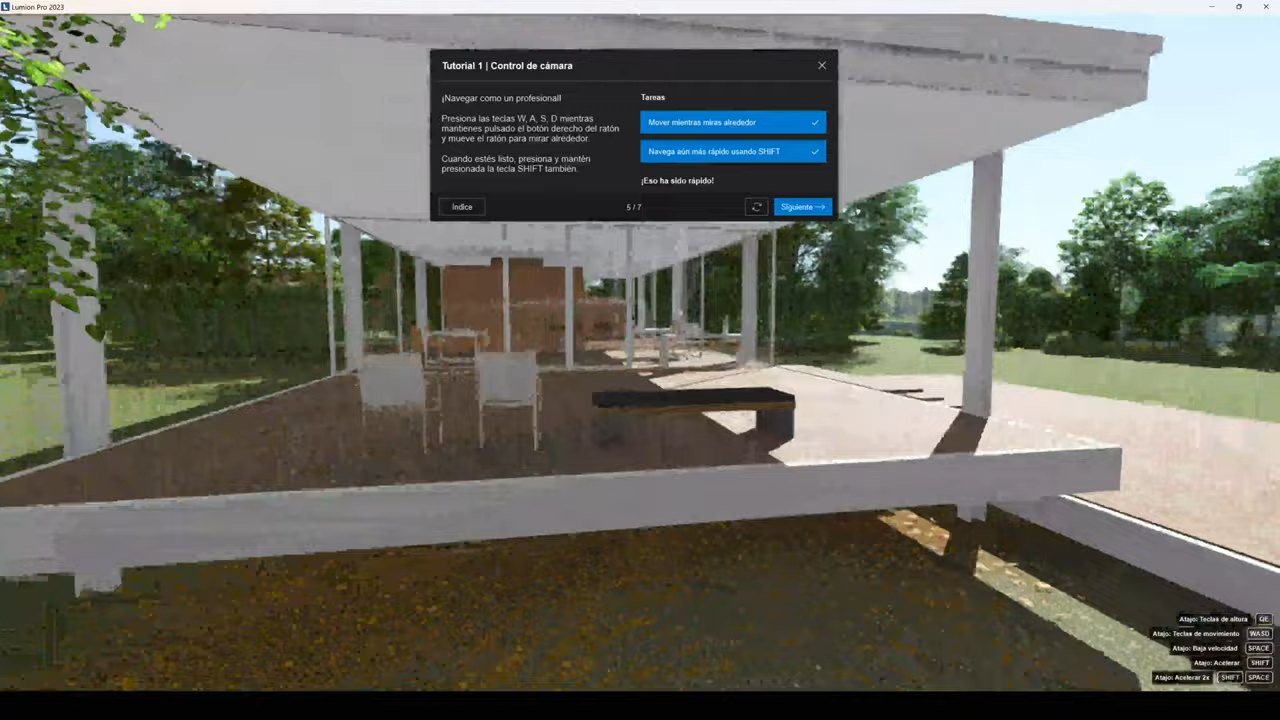 Lumion Pro 2023
Tutorial 1 | Control de cámara
¡Navegar como un profesional!
Presiona las teclas W, A, S, D mientras
mantienes pulsado el botón derecho del ratón
y mueve el ratón para mirar alrededor.
Cuando estés listo, presiona y mantén
presionada la tecla SHIFT también.
Tareas
Mover mientras miras alrededor
Navega aún más rápido usando SHIFT
¡Eso ha sido rápido!
Índice
5 / 7
Siguiente
Atajo: Teclas de altura QE
Atajo: Teclas de movimiento WASD
Atajo: Baja velocidad SPACE
Atajo: Acelerar SHIFT
Atajo: Acelerar 2x SHIFT SPACE